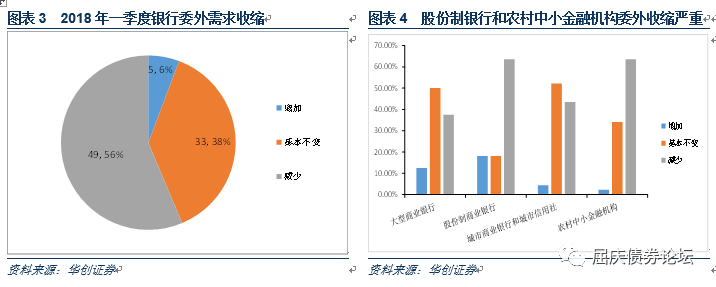 图表 3 2018 年一季度银行委外需求收缩
5, 6%
33, 38%
49, 56%
增加
基本不变
减少
资料来源：华创证券
图表 4 股份制银行和农村中小金融机构委外收缩严重
70.00%
60.00%
50.00%
40.00%
30.00%
20.00%
10.00%
0.00%
大型商业银行
股份制商业银行
城市商业银行和城市信用社
农村中小金融机构
增加
基本不变
减少
资料来源：华创证券
屈庆债券论坛